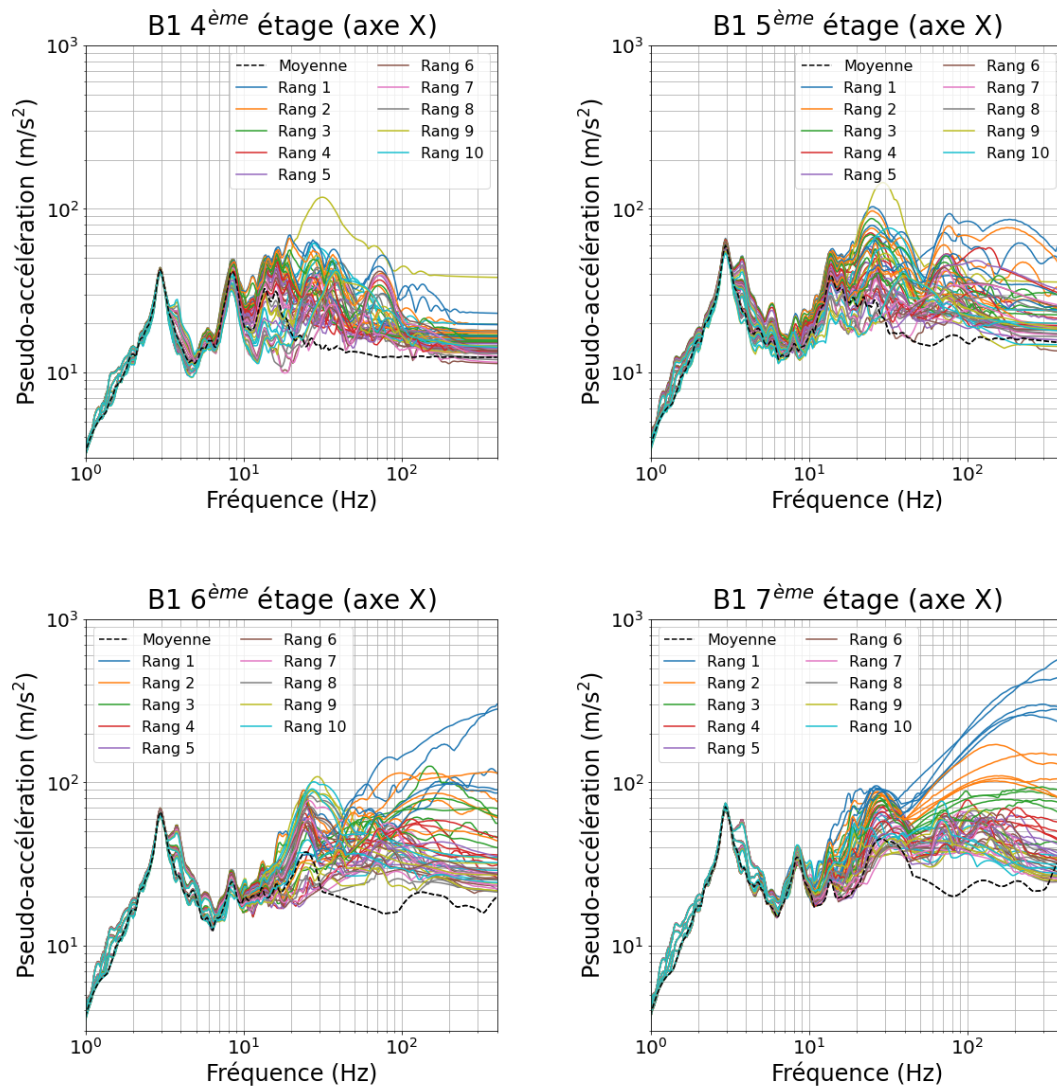 B1 4ème étage (axe X)
10³
10²
10¹
10⁰ 10¹ 10²
Pseudo-accélération (m/s²)
Fréquence (Hz)
Moyenne
Rang 1
Rang 2
Rang 3
Rang 4
Rang 5
Rang 6
Rang 7
Rang 8
Rang 9
Rang 10
B1 5ème étage (axe X)
10³
10²
10¹
10⁰ 10¹ 10²
Pseudo-accélération (m/s²)
Fréquence (Hz)
Moyenne
Rang 1
Rang 2
Rang 3
Rang 4
Rang 5
Rang 6
Rang 7
Rang 8
Rang 9
Rang 10
B1 6ème étage (axe X)
10³
10²
10¹
10⁰ 10¹ 10²
Pseudo-accélération (m/s²)
Fréquence (Hz)
Moyenne
Rang 1
Rang 2
Rang 3
Rang 4
Rang 5
Rang 6
Rang 7
Rang 8
Rang 9
Rang 10
B1 7ème étage (axe X)
10³
10²
10¹
10⁰ 10¹ 10²
Pseudo-accélération (m/s²)
Fréquence (Hz)
Moyenne
Rang 1
Rang 2
Rang 3
Rang 4
Rang 5
Rang 6
Rang 7
Rang 8
Rang 9
Rang 10